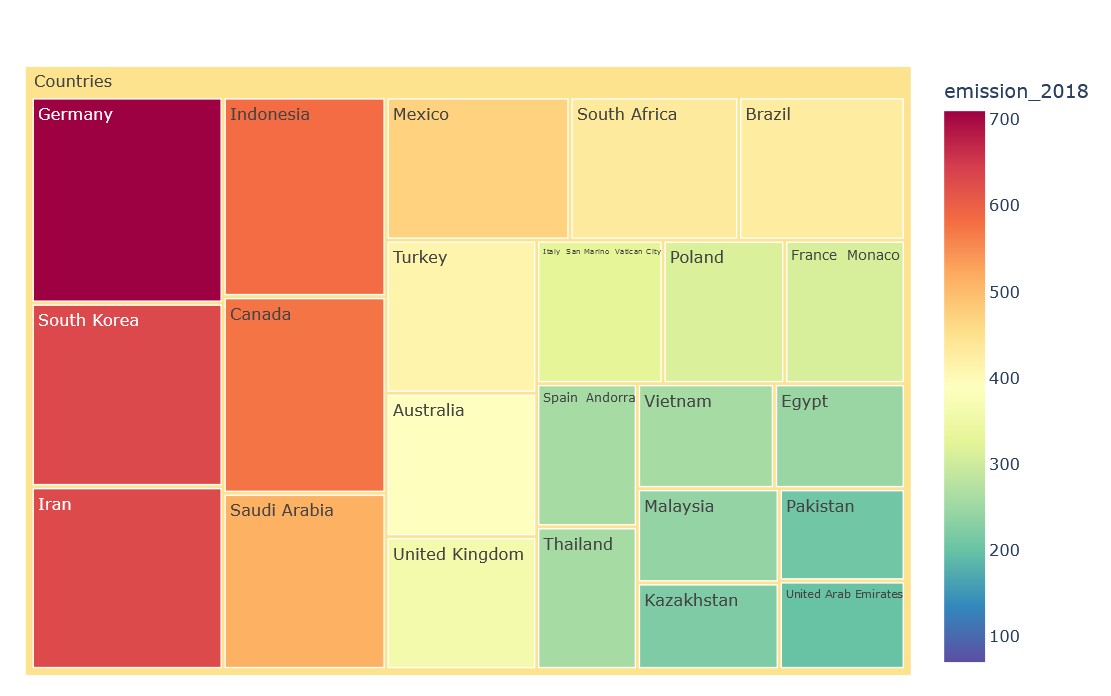 Countries
emission_2018
Germany
Indonesia
Mexico
South Africa
Brazil
700
600
500
400
300
200
100
Turkey
Italy San Marino Vatican City
Poland
France Monaco
South Korea
Canada
Australia
Spain Andorra
Vietnam
Egypt
Iran
Saudi Arabia
United Kingdom
Thailand
Malaysia
Pakistan
Kazakhstan
United Arab Emirates